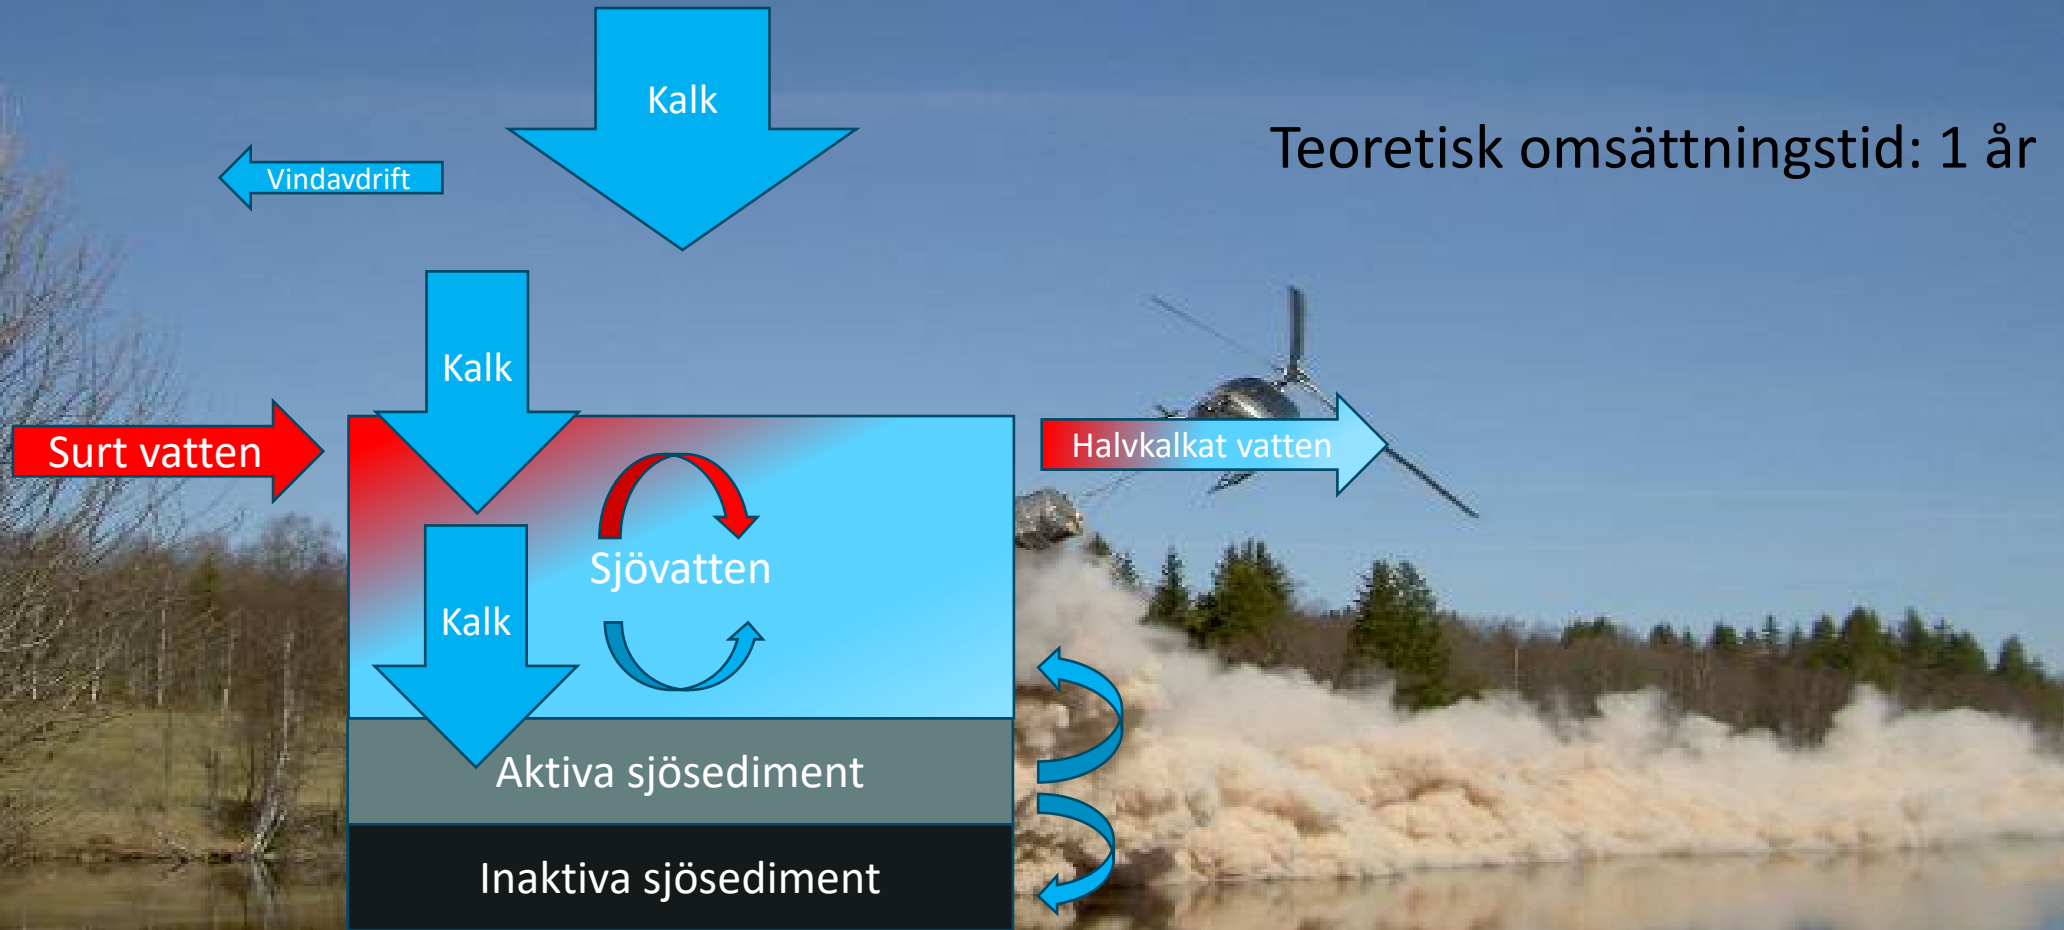 Kalk
Teoretisk omsättningstid: 1 år
Vindavdrift
Kalk
Surt vatten
Halvkalkat vatten
Sjövatten
Kalk
Aktiva sjösediment
Inaktiva sjösediment